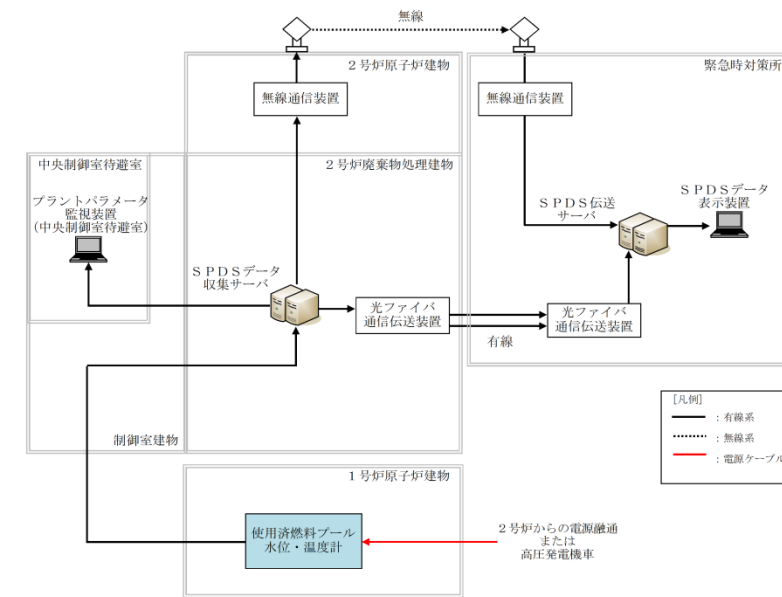 無線
２号炉原子炉建物
緊急時対策所
無線通信装置
無線通信装置
中央制御室待避室
２号炉廃棄物処理建物
プラントパラメータ
監視装置
(中央制御室待避室)
ＳＰＤＳ伝送
サーバ
ＳＰＤＳデータ
表示装置
ＳＰＤＳデータ
収集サーバ
光ファイバ
通信伝送装置
光ファイバ
通信伝送装置
有線
制御室建物
[凡例]
：有線系
：無線系
：電源ケーブル
１号炉原子炉建物
使用済燃料プール
水位・温度計
２号炉からの電源融通
または
高圧発電機車